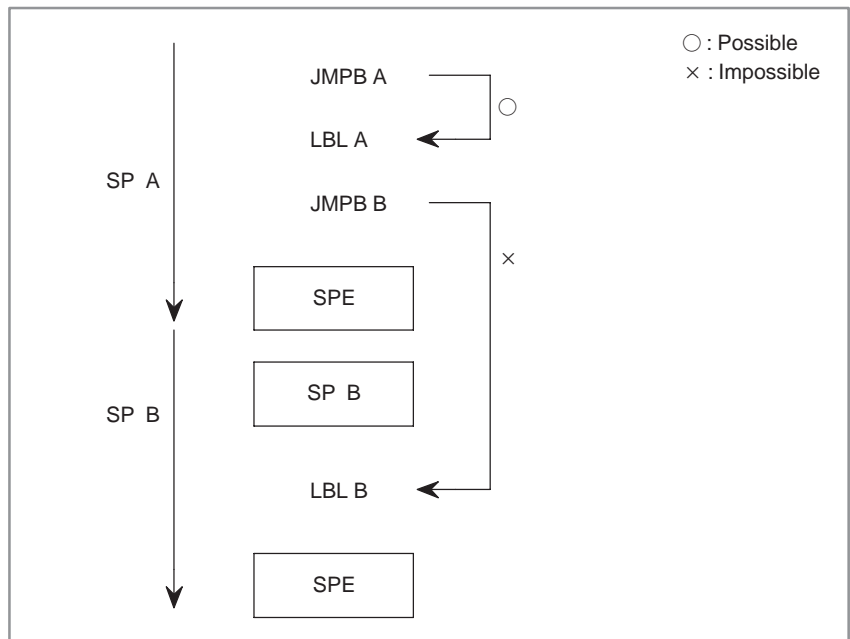 ○ : Possible
× : Impossible
JMPB A
○
LBL A
SP A
JMPB B
×
SPE
SP B
SP B
LBL B
SPE